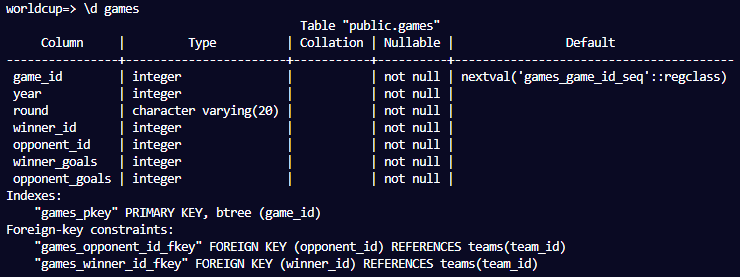 worldcup=> \d games
                                        Table "public.games"
     Column     |         Type          | Collation | Nullable |                Default
----------------+-----------------------+-----------+----------+----------------------------------------
 game_id        | integer               |           | not null | nextval('games_game_id_seq'::regclass)
 year           | integer               |           | not null |
 round          | character varying(20) |           | not null |
 winner_id      | integer               |           | not null |
 opponent_id    | integer               |           | not null |
 winner_goals   | integer               |           | not null |
 opponent_goals | integer               |           | not null |
Indexes:
    "games_pkey" PRIMARY KEY, btree (game_id)
Foreign-key constraints:
    "games_opponent_id_fkey" FOREIGN KEY (opponent_id) REFERENCES teams(team_id)
    "games_winner_id_fkey" FOREIGN KEY (winner_id) REFERENCES teams(team_id)